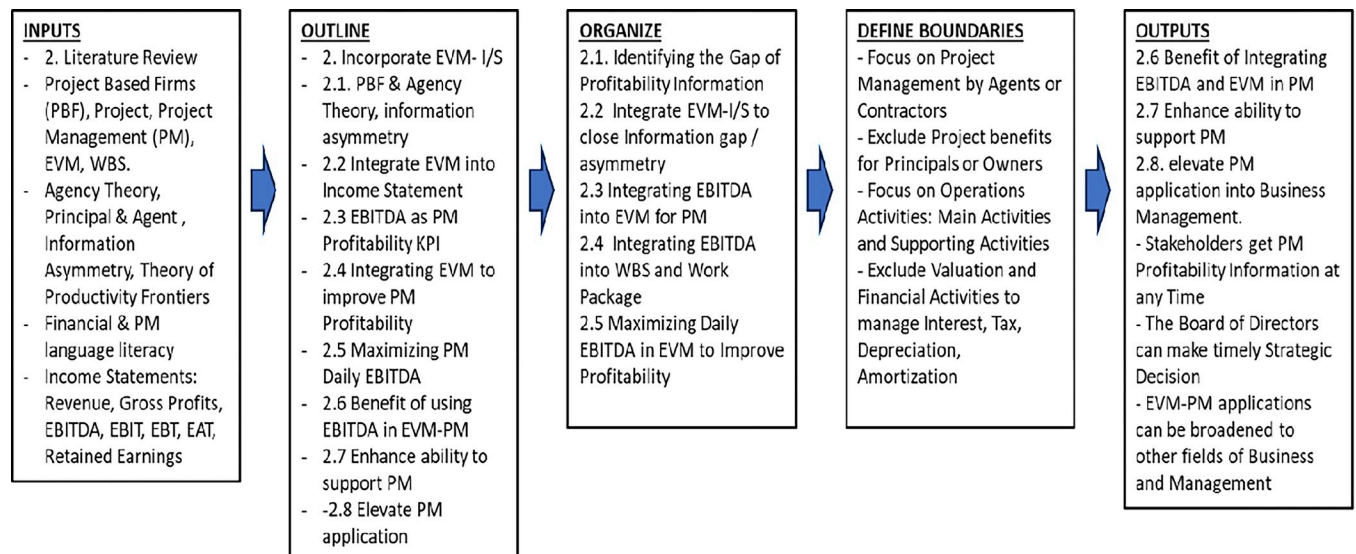 INPUTS
- 2. Literature Review
- Project Based Firms
(PBF), Project, Project
Management (PM),
EVM, WBS.
- Agency Theory,
Principal & Agent ,
Information
Asymmetry, Theory of
Productivity Frontiers
- Financial & PM
language literacy
- Income Statements:
Revenue, Gross Profits,
EBITDA, EBIT, EBT, EAT,
Retained Earnings
OUTLINE
- 2. Incorporate EVM- I/S
- 2.1. PBF & Agency
Theory, information
asymmetry
- 2.2 Integrate EVM into
Income Statement
- 2.3 EBITDA as PM
Profitability KPI
- 2.4 Integrating EVM to
improve PM
Profitability
- 2.5 Maximizing PM
Daily EBITDA
- 2.6 Benefit of using
EBITDA in EVM-PM
- 2.7 Enhance ability to
support PM
- -2.8 Elevate PM
application
ORGANIZE
2.1. Identifying the Gap of
Profitability Information
2.2 Integrate EVM-I/S to
close Information gap /
asymmetry
2.3 Integrating EBITDA
into EVM for PM
2.4 Integrating EBITDA
into WBS and Work
Package
2.5 Maximizing Daily
EBITDA in EVM to Improve
Profitability
DEFINE BOUNDARIES
- Focus on Project
Management by Agents or
Contractors
- Exclude Project benefits
for Principals or Owners
- Focus on Operations
Activities: Main Activities
and Supporting Activities
- Exclude Valuation and
Financial Activities to
manage Interest, Tax,
Depreciation,
Amortization
OUTPUTS
2.6 Benefit of Integrating
EBITDA and EVM in PM
2.7 Enhance ability to
support PM
2.8. elevate PM
application into Business
Management.
- Stakeholders get PM
Profitability Information at
any Time
- The Board of Directors
can make timely Strategic
Decision
- EVM-PM applications
can be broadened to
other fields of Business
and Management